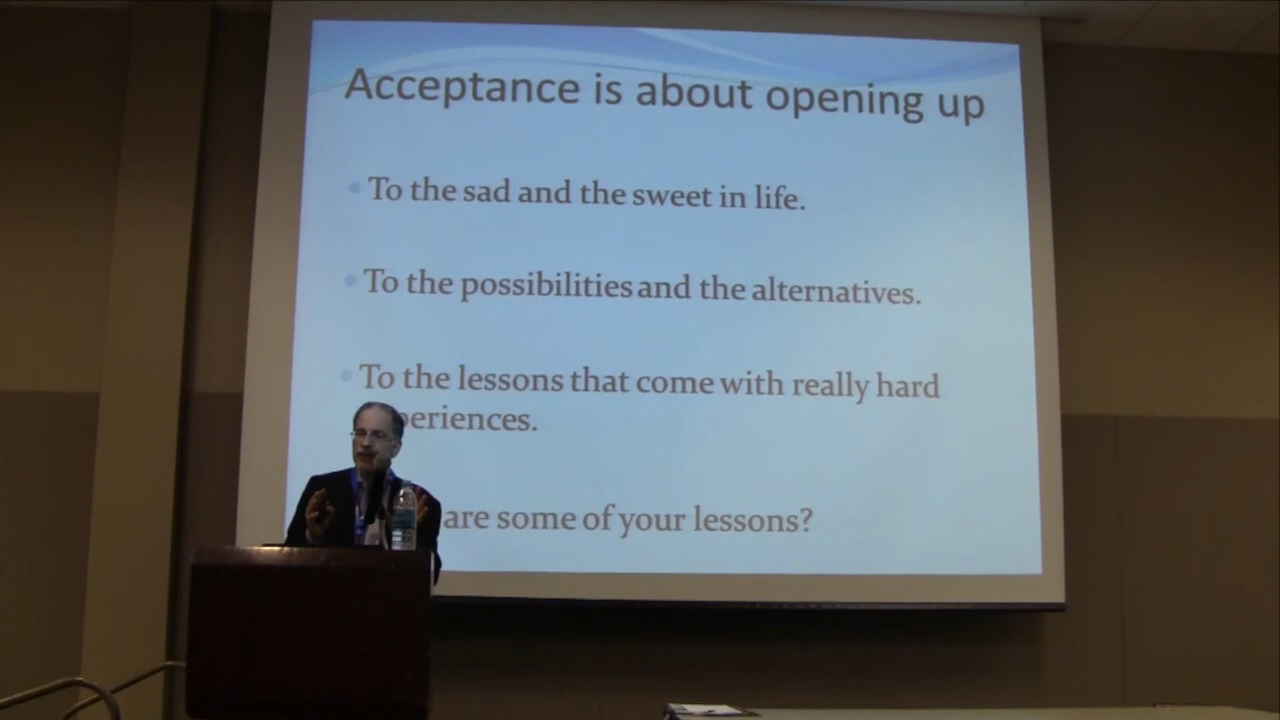 Acceptance is about opening up
To the sad and the sweet in life.
To the possibilities and the alternatives.
To the lessons that come with really hard
periences.
are some of your lessons?